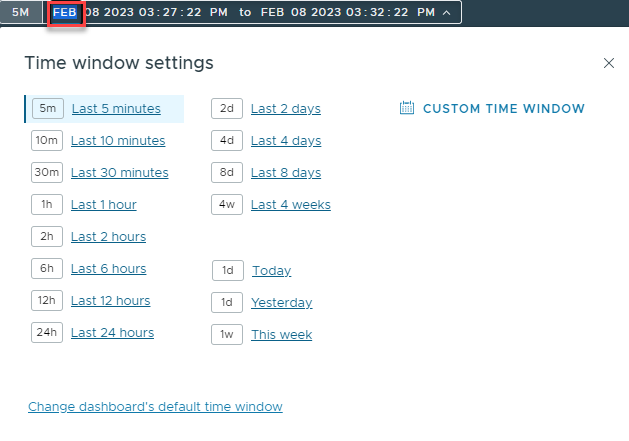 5M FEB 08 2023 03:27:22 PM to FEB 08 2023 03:32:22 PM
Time window settings
5m Last 5 minutes
10m Last 10 minutes
30m Last 30 minutes
1h Last 1 hour
2h Last 2 hours
6h Last 6 hours
12h Last 12 hours
24h Last 24 hours
2d Last 2 days
4d Last 4 days
8d Last 8 days
4w Last 4 weeks
1d Today
1d Yesterday
1w This week
CUSTOM TIME WINDOW
Change dashboard's default time window